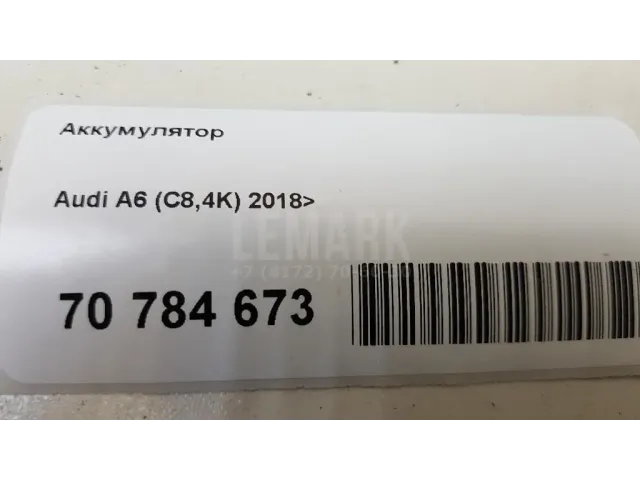 Аккумулятор
Audi A6 (C8,4K) 2018>
LEMARK
70 784 673